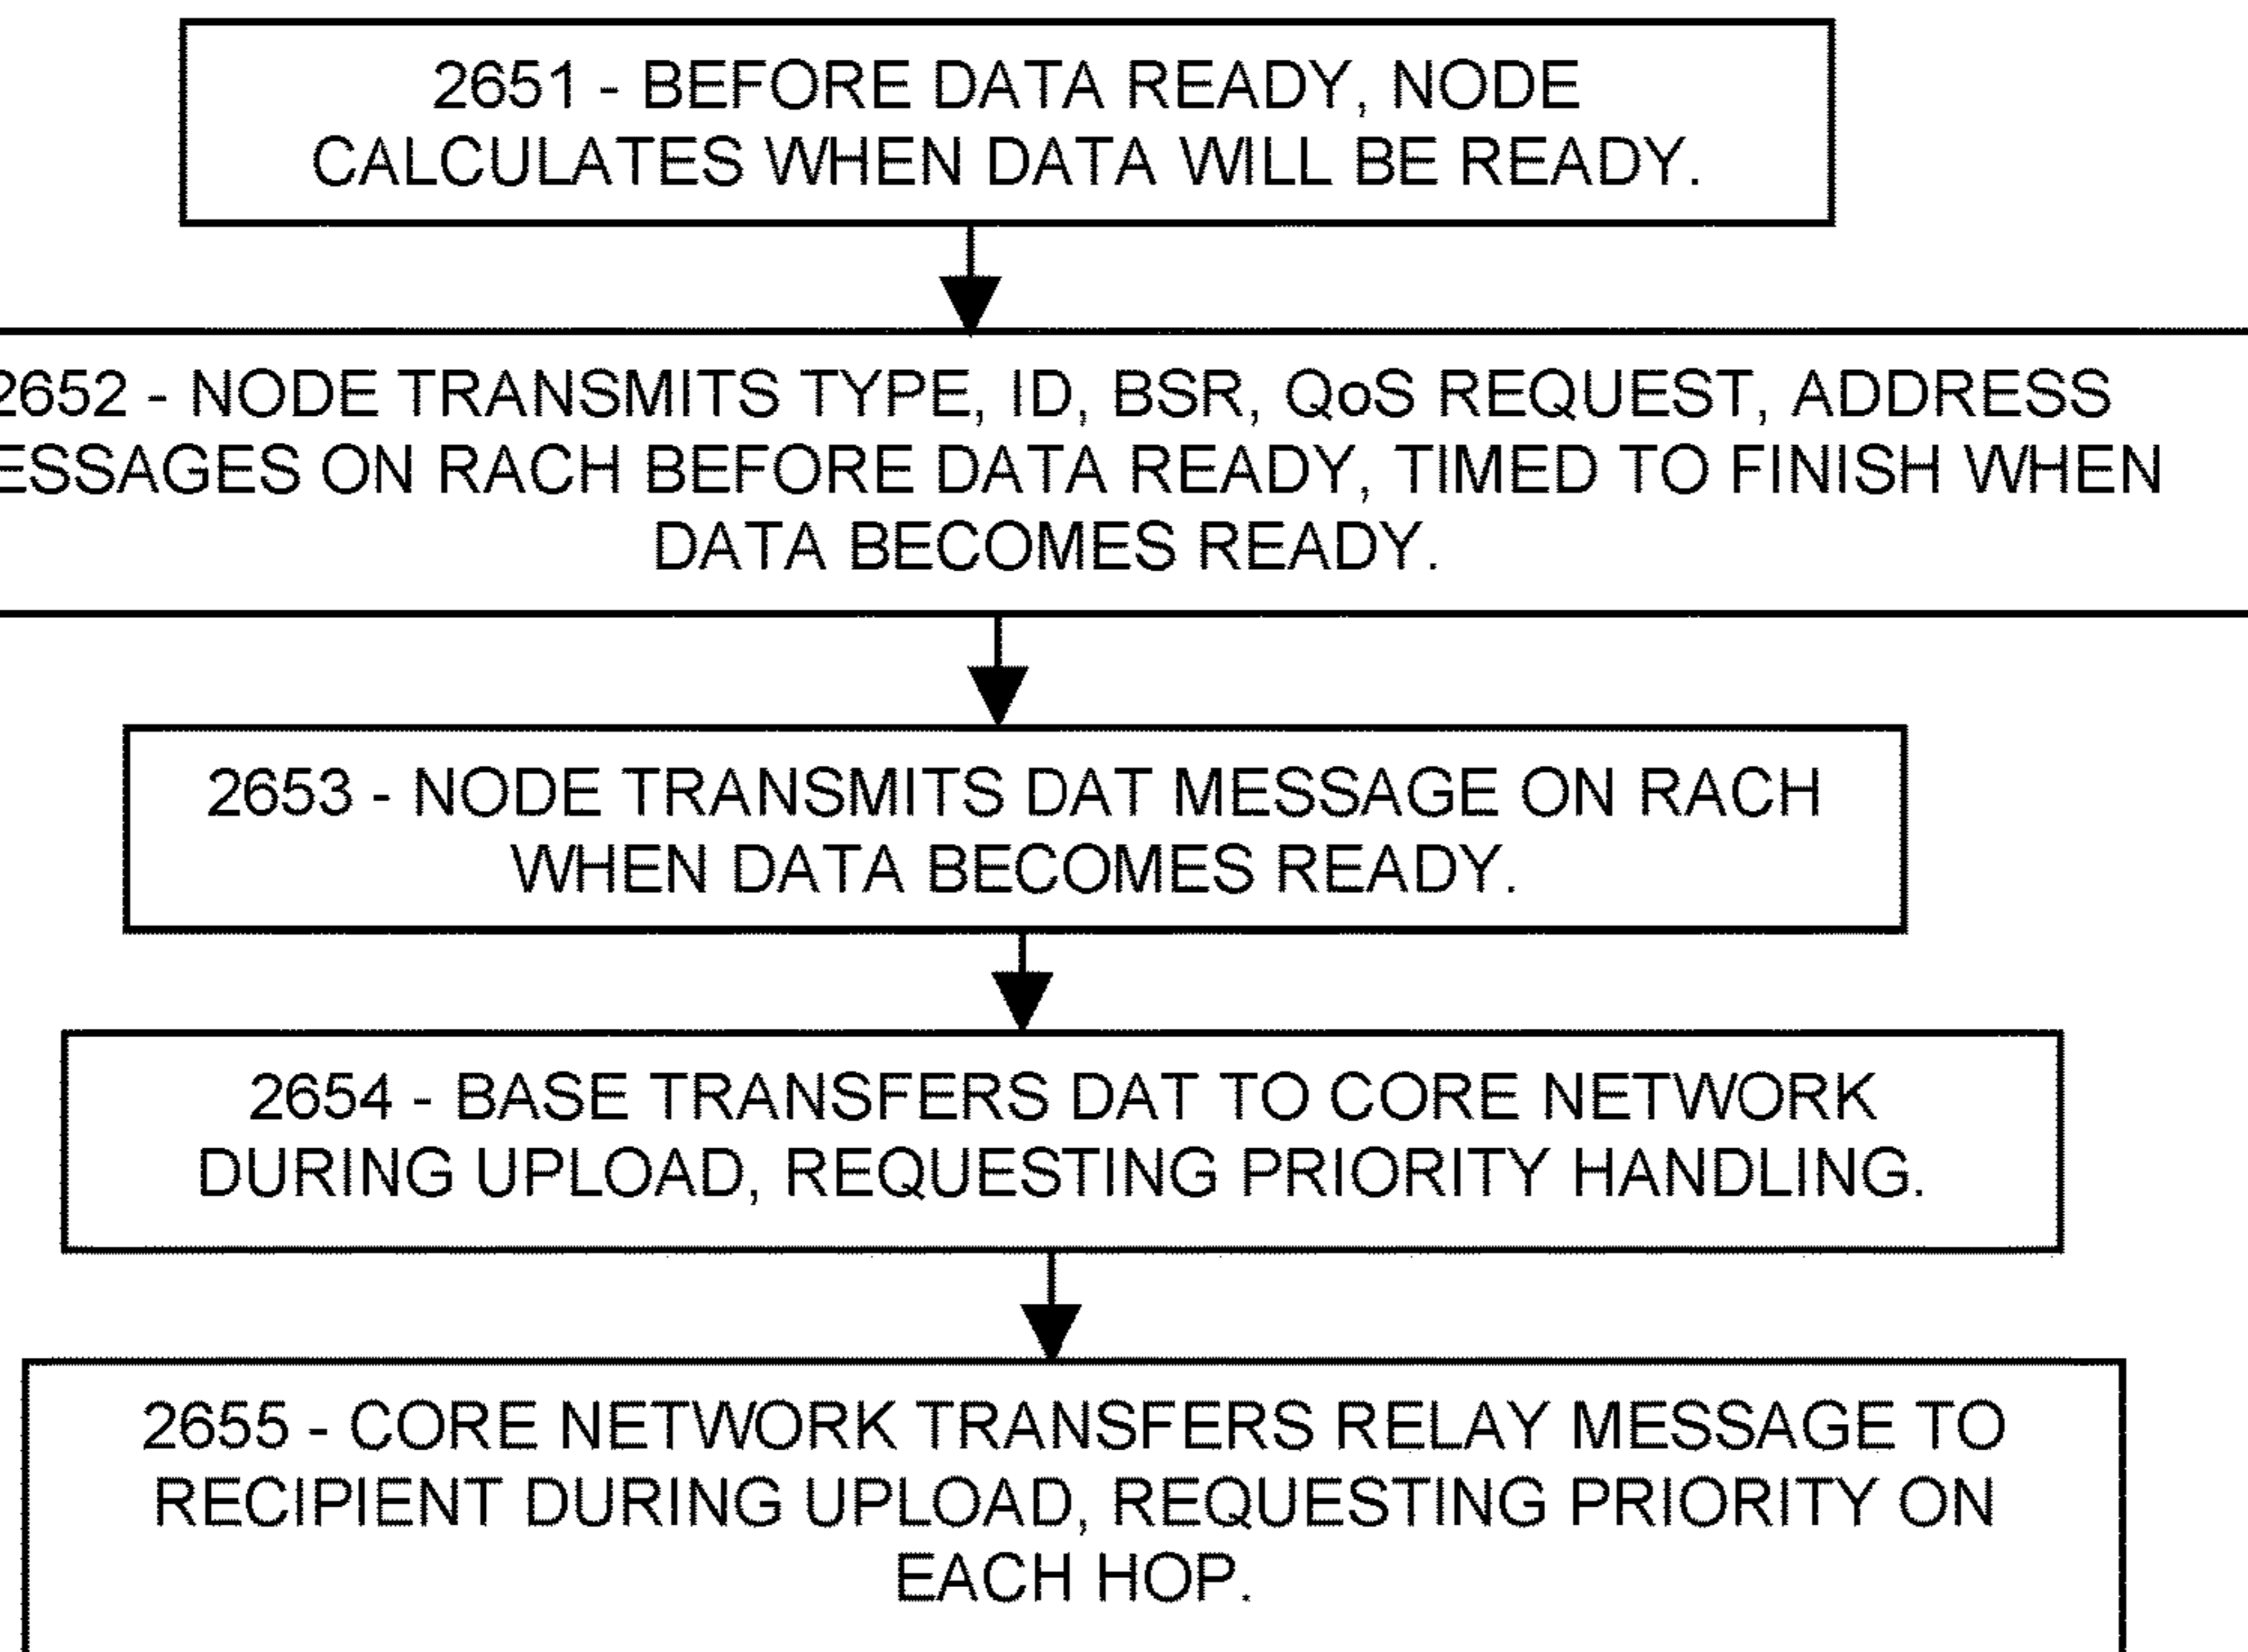 2651 - BEFORE DATA READY, NODE
CALCULATES WHEN DATA WILL BE READY.
2652 - NODE TRANSMITS TYPE, ID, BSR, QoS REQUEST, ADDRESS
ESSAGES ON RACH BEFORE DATA READY, TIMED TO FINISH WHEN
DATA BECOMES READY.
2653 - NODE TRANSMITS DAT MESSAGE ON RACH
WHEN DATA BECOMES READY.
2654 - BASE TRANSFERS DAT TO CORE NETWORK
DURING UPLOAD, REQUESTING PRIORITY HANDLING.
2655 - CORE NETWORK TRANSFERS RELAY MESSAGE TO
RECIPIENT DURING UPLOAD, REQUESTING PRIORITY ON
EACH HOP.